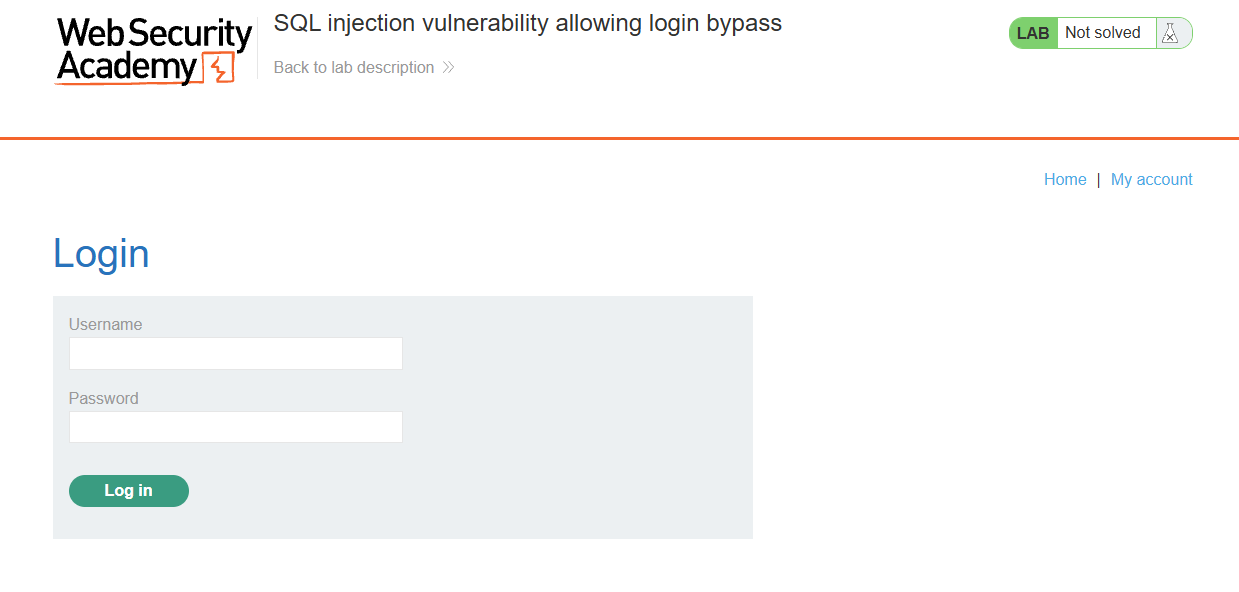 Web Security
Academy
SQL injection vulnerability allowing login bypass
Back to lab description
LAB Not solved
Home | My account
Login
Username
Password
Log in